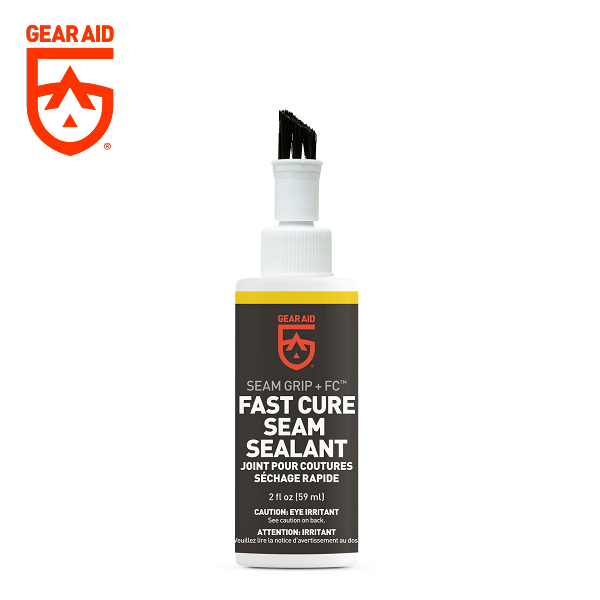 GEAR AID
®
GEAR AID
®
SEAM GRIP + FC™
FAST CURE
SEAM
SEALANT
JOINT POUR COUTURES
SÉCHAGE RAPIDE
2 fl oz (59 ml)
CAUTION: EYE IRRITANT
See caution on back.
ATTENTION: IRRITANT
Veuillez lire la notice d'avertissement au dos